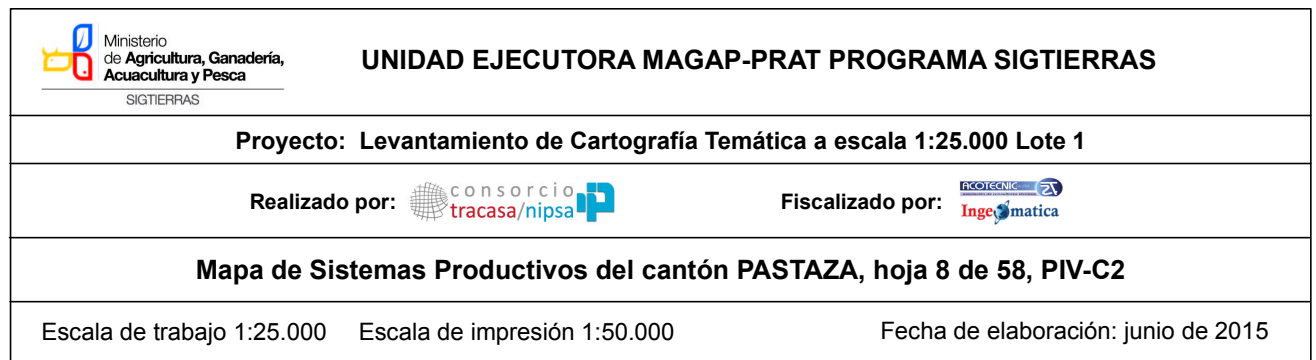 Ministerio
de Agricultura, Ganadería,
Acuacultura y Pesca
SIGTIERRAS
UNIDAD EJECUTORA MAGAP-PRAT PROGRAMA SIGTIERRAS
Proyecto: Levantamiento de Cartografía Temática a escala 1:25.000 Lote 1
Realizado por: consorcio
tracasa/nipsa
Fiscalizado por: ACOTECNIC
Ingeomatica
Mapa de Sistemas Productivos del cantón PASTAZA, hoja 8 de 58, PIV-C2
Escala de trabajo 1:25.000 Escala de impresión 1:50.000 Fecha de elaboración: junio de 2015